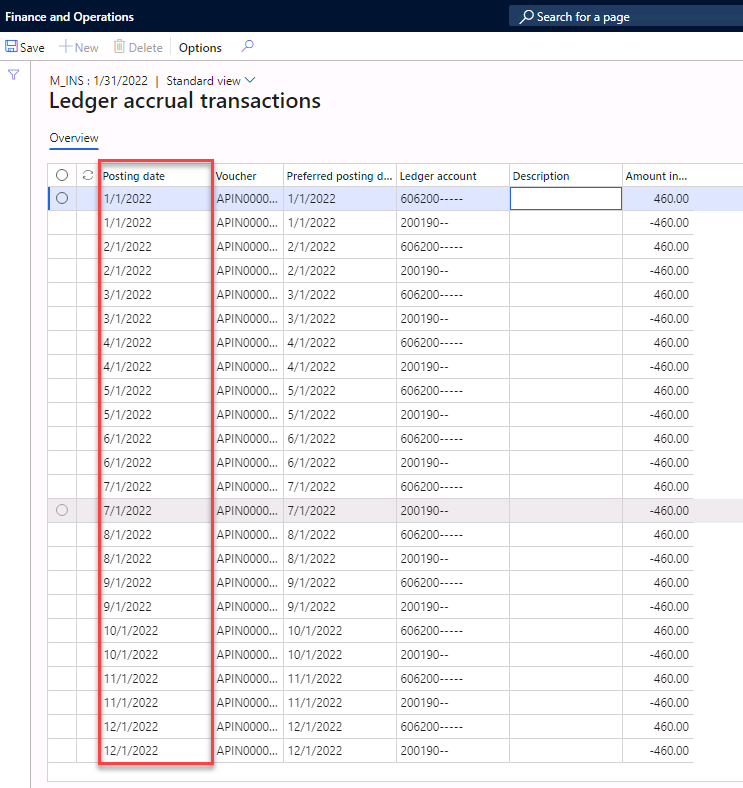 Finance and Operations Search for a page
Save New Delete Options
M_INS : 1/31/2022 | Standard view
Ledger accrual transactions
Overview
Posting date Voucher Preferred posting d... Ledger account Description Amount in...
1/1/2022 APIN0000... 1/1/2022 606200----- 460.00
1/1/2022 APIN0000... 1/1/2022 200190-- -460.00
2/1/2022 APIN0000... 2/1/2022 606200----- 460.00
2/1/2022 APIN0000... 2/1/2022 200190-- -460.00
3/1/2022 APIN0000... 3/1/2022 606200----- 460.00
3/1/2022 APIN0000... 3/1/2022 200190-- -460.00
4/1/2022 APIN0000... 4/1/2022 606200----- 460.00
4/1/2022 APIN0000... 4/1/2022 200190-- -460.00
5/1/2022 APIN0000... 5/1/2022 606200----- 460.00
5/1/2022 APIN0000... 5/1/2022 200190-- -460.00
6/1/2022 APIN0000... 6/1/2022 606200----- 460.00
6/1/2022 APIN0000... 6/1/2022 200190-- -460.00
7/1/2022 APIN0000... 7/1/2022 606200----- 460.00
7/1/2022 APIN0000... 7/1/2022 200190-- -460.00
8/1/2022 APIN0000... 8/1/2022 606200----- 460.00
8/1/2022 APIN0000... 8/1/2022 200190-- -460.00
9/1/2022 APIN0000... 9/1/2022 606200----- 460.00
9/1/2022 APIN0000... 9/1/2022 200190-- -460.00
10/1/2022 APIN0000... 10/1/2022 606200----- 460.00
10/1/2022 APIN0000... 10/1/2022 200190-- -460.00
11/1/2022 APIN0000... 11/1/2022 606200----- 460.00
11/1/2022 APIN0000... 11/1/2022 200190-- -460.00
12/1/2022 APIN0000... 12/1/2022 606200----- 460.00
12/1/2022 APIN0000... 12/1/2022 200190-- -460.00